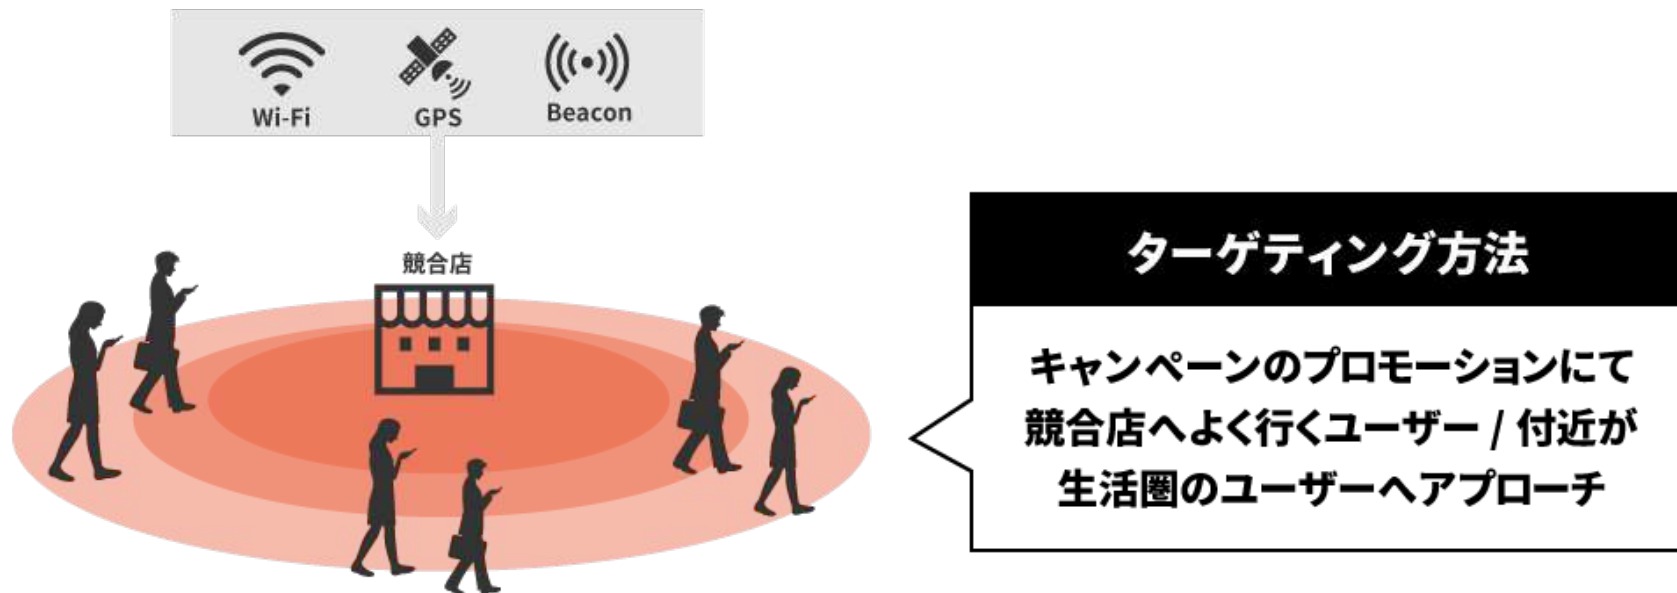 Wi-Fi
GPS
Beacon
競合店
ターゲティング方法
キャンペーンのプロモーションにて
競合店へよく行くユーザー / 付近が
生活圏のユーザーへアプローチ